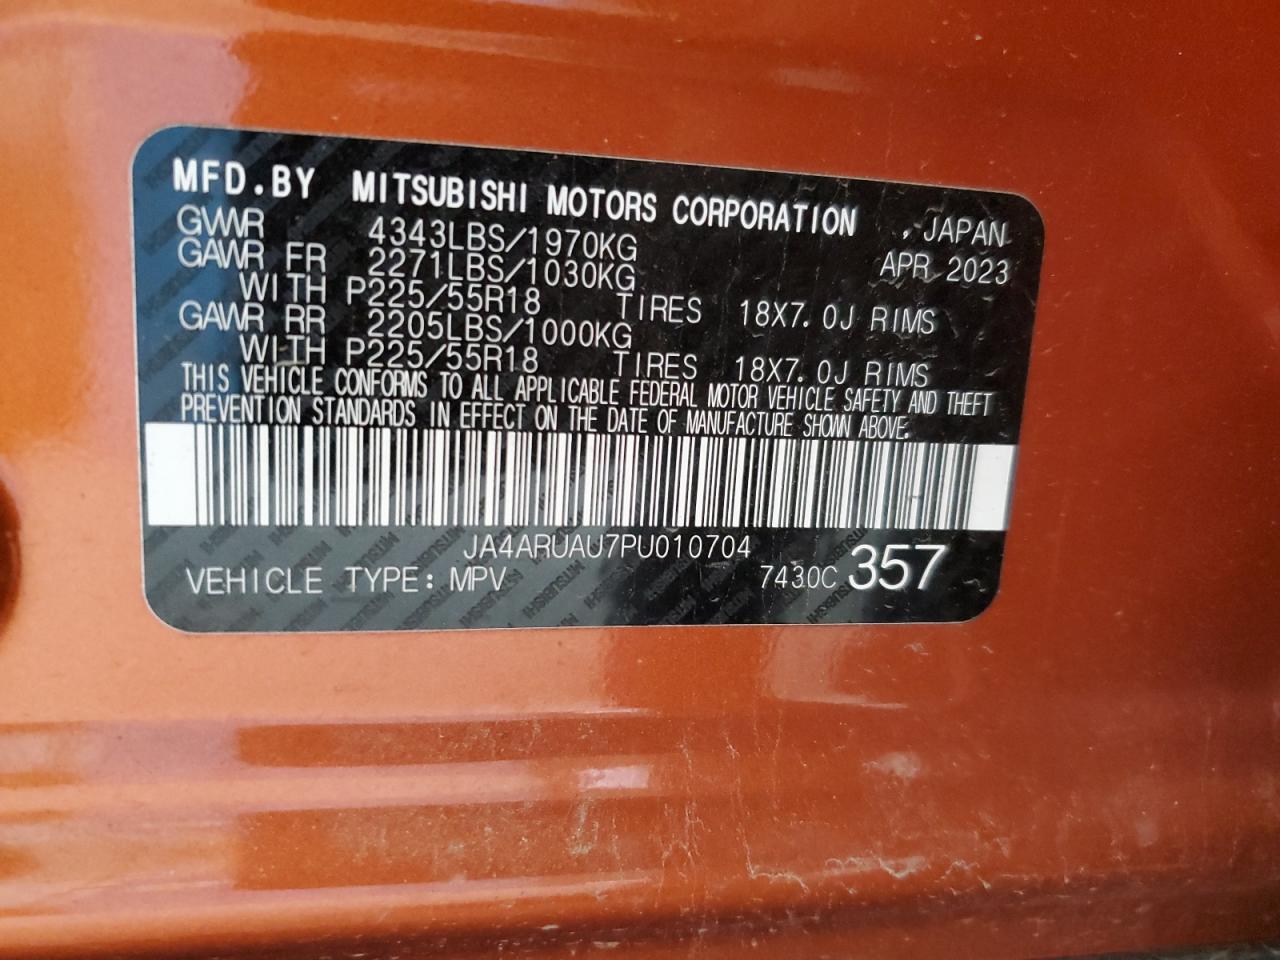 MFD.BY MITSUBISHI MOTORS CORPORATION , JAPAN
GVWR 4343LBS/1970KG APR 2023
GAWR FR 2271LBS/1030KG
WITH P225/55R18 TIRES 18X7.0J RIMS
GAWR RR 2205LBS/1000KG
WITH P225/55R18 TIRES 18X7.0J RIMS
THIS VEHICLE CONFORMS TO ALL APPLICABLE FEDERAL MOTOR VEHICLE SAFETY AND THEFT
PREVENTION STANDARDS IN EFFECT ON THE DATE OF MANUFACTURE SHOWN ABOVE.
JA4ARUAU7PU010704
VEHICLE TYPE: MPV 7430C 357